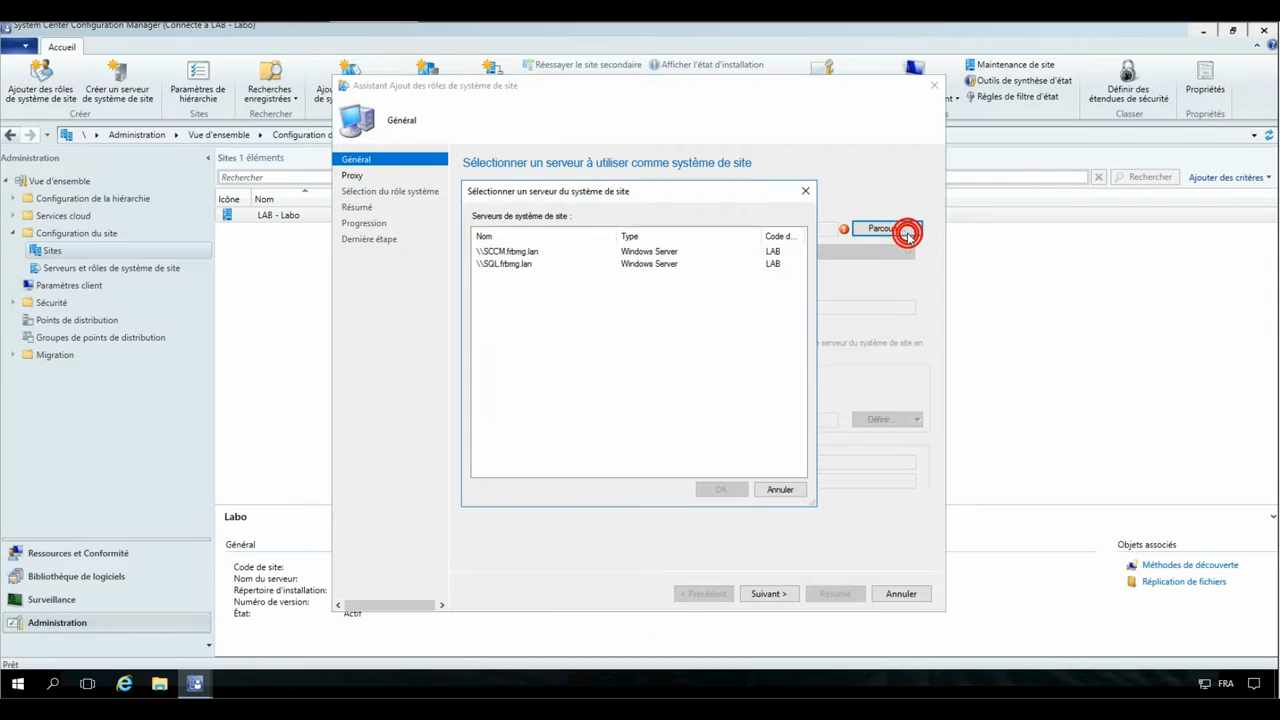 System Center Configuration Manager (Connecté à LAB - Labo)
Accueil
Ajouter des rôles
de système de site
Créer un serveur
de système de site
Créer
Paramètres de
hiérarchie
Sites
Recherches
enregistrées
Rechercher
Réessayer le site secondaire
Afficher l'état d'installation
Maintenance de site
Outils de synthèse d'état
Règles de filtre d'état
Définir des
étendues de sécurité
Classer
Propriétés
Propriétés
\ Administration Vue d'ensemble
Administration
Vue d'ensemble
Configuration de la hiérarchie
Services cloud
Configuration du site
Sites
Serveurs et rôles de système de site
Paramètres client
Sécurité
Points de distribution
Groupes de points de distribution
Migration
Ressources et Conformité
Bibliothèque de logiciels
Surveillance
Administration
Prêt
Sites 1 éléments
Rechercher
Rechercher
Ajouter des critères
Icône Nom
LAB - Labo
Labo
Général
Code de site:
Nom du serveur:
Répertoire d'installation:
Numéro de version:
État: Actif
Objets associés
Méthodes de découverte
Réplication de fichiers
Assistant Ajout des rôles de système de site
Général
Général
Proxy
Sélection du rôle système
Résumé
Progression
Dernière étape
Sélectionner un serveur à utiliser comme système de site
Sélectionner un serveur du système de site
Serveurs de système de site :
Nom Type Code d...
\\SCCM.frbmg.lan Windows Server LAB
\\SQL.frbmg.lan Windows Server LAB
OK Annuler
e serveur du système de site en
Définir...
< Précédent Suivant > Résumé Annuler
FRA